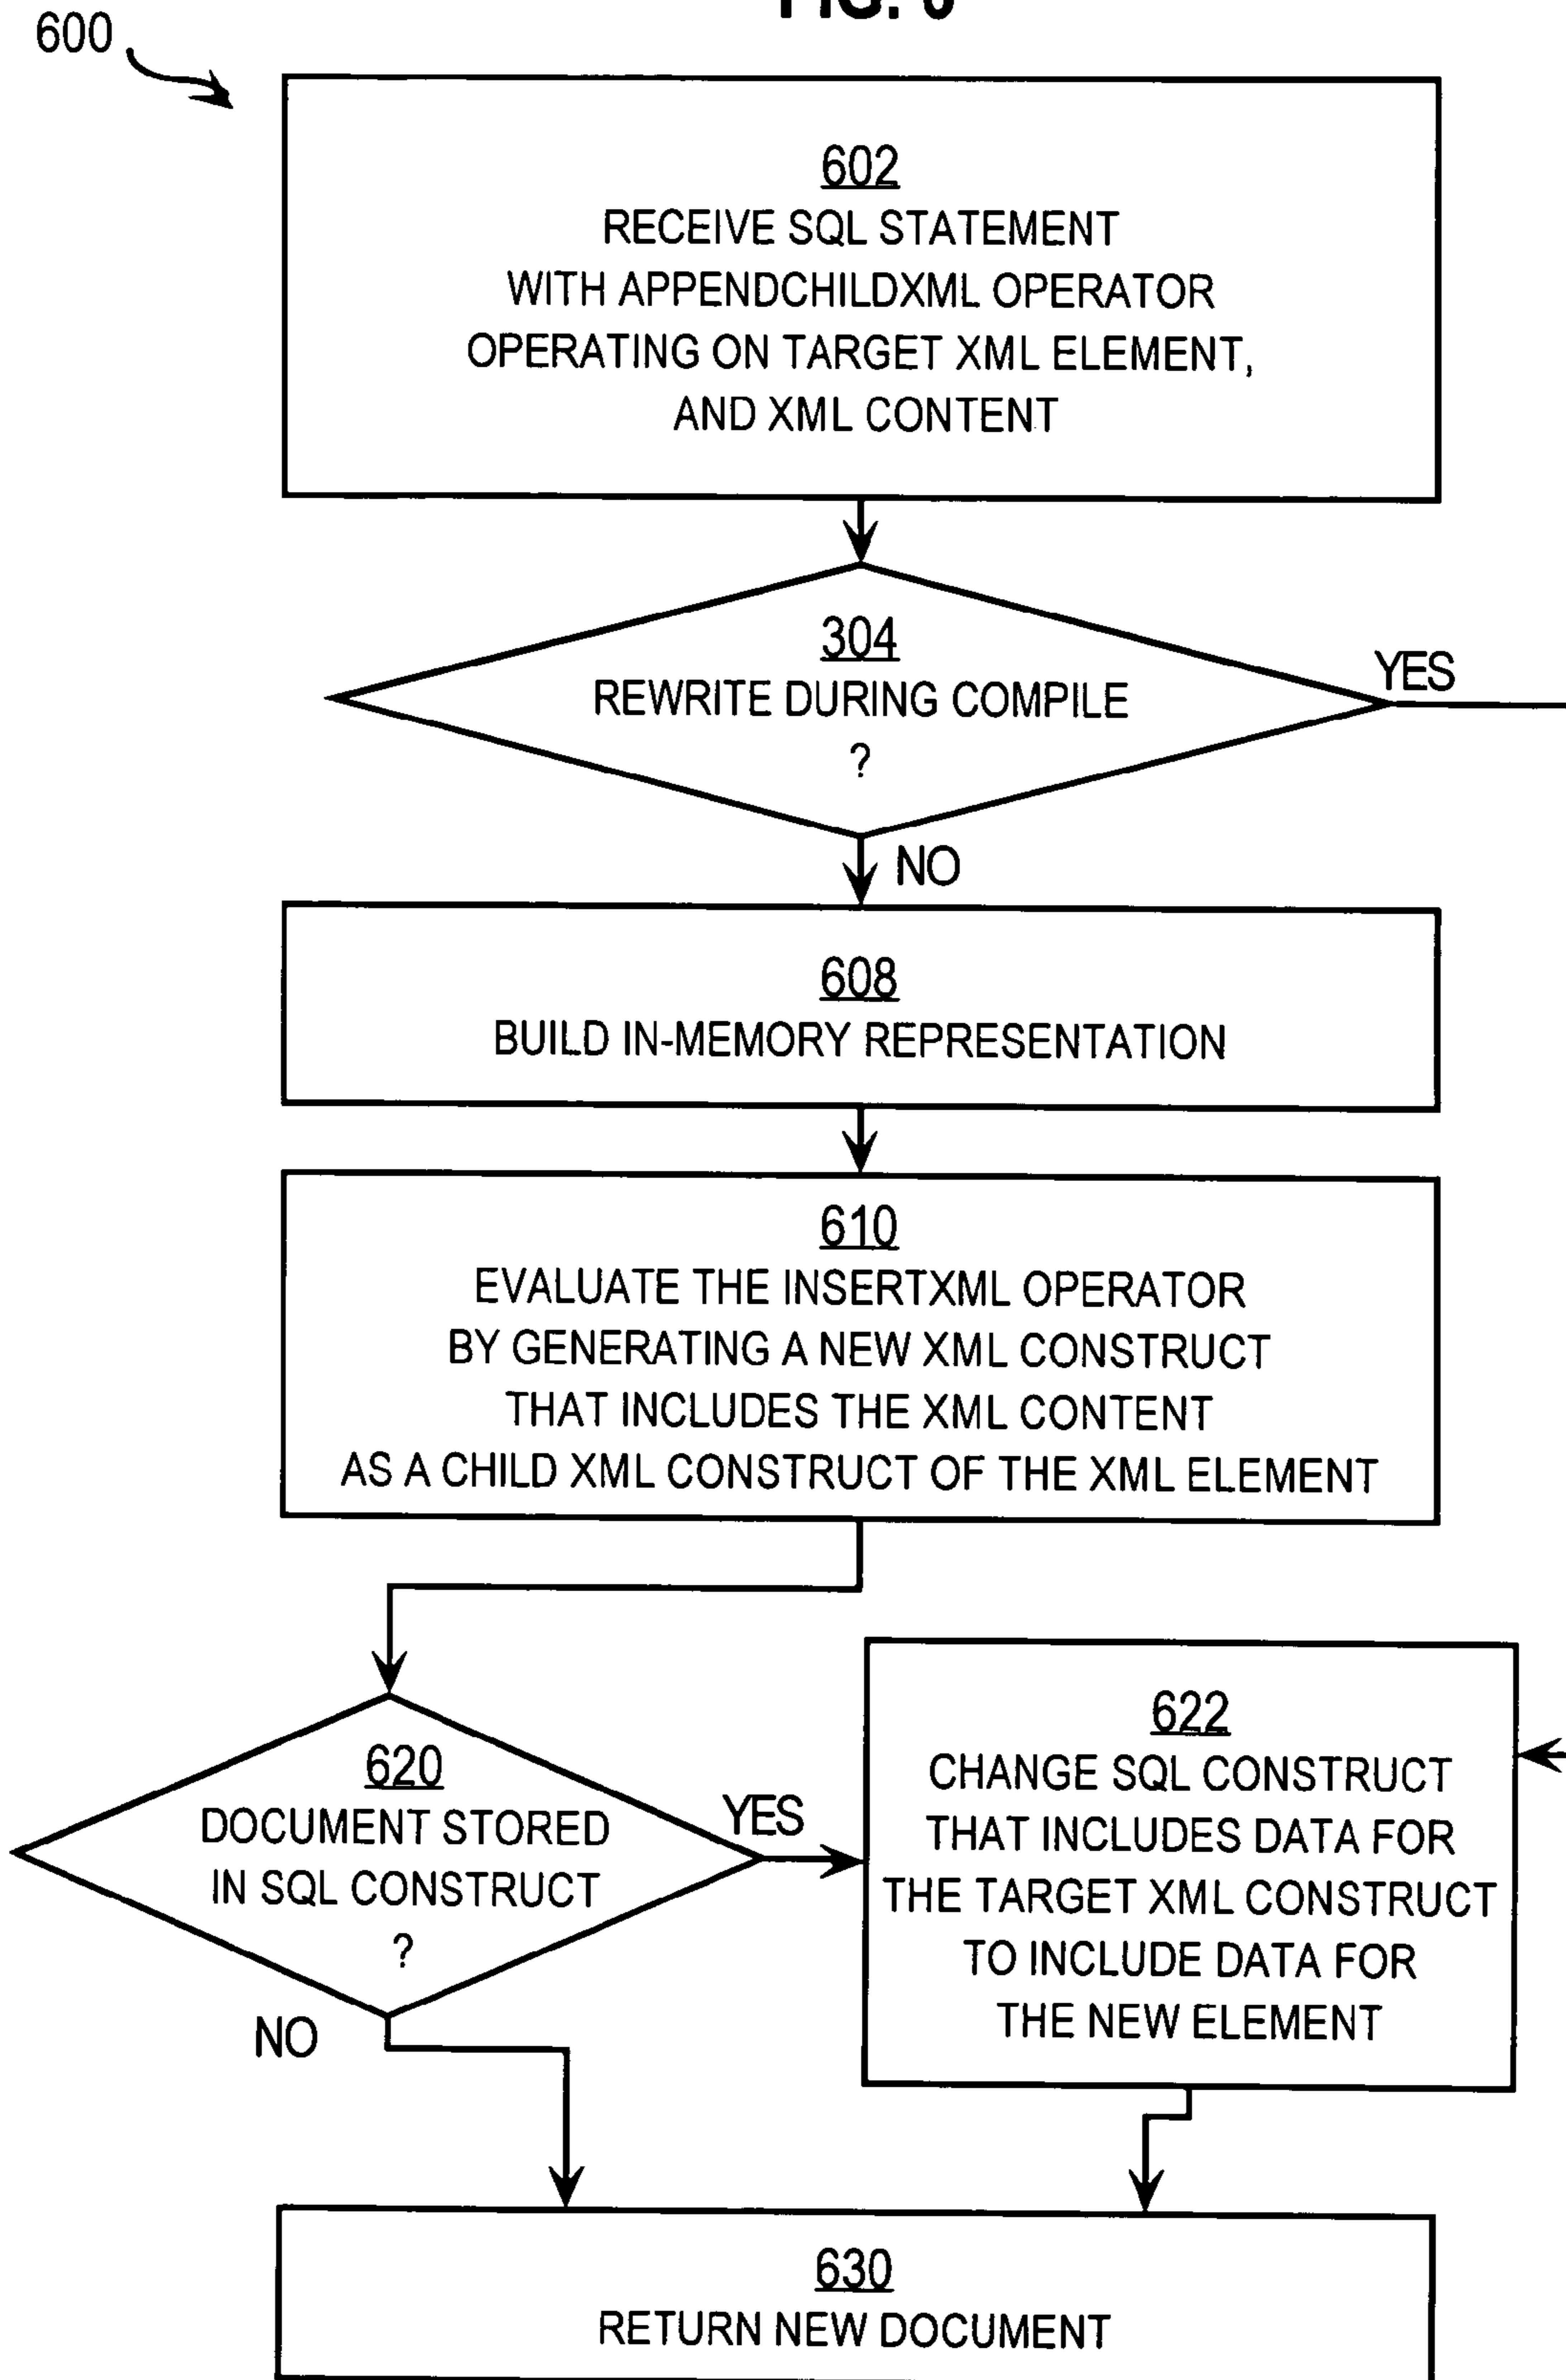 600
602
RECEIVE SQL STATEMENT
WITH APPENDCHILDXML OPERATOR
OPERATING ON TARGET XML ELEMENT,
AND XML CONTENT
304
REWRITE DURING COMPILE
?
YES
NO
608
BUILD IN-MEMORY REPRESENTATION
610
EVALUATE THE INSERTXML OPERATOR
BY GENERATING A NEW XML CONSTRUCT
THAT INCLUDES THE XML CONTENT
AS A CHILD XML CONSTRUCT OF THE XML ELEMENT
620
DOCUMENT STORED
IN SQL CONSTRUCT
?
YES
NO
622
CHANGE SQL CONSTRUCT
THAT INCLUDES DATA FOR
THE TARGET XML CONSTRUCT
TO INCLUDE DATA FOR
THE NEW ELEMENT
630
RETURN NEW DOCUMENT